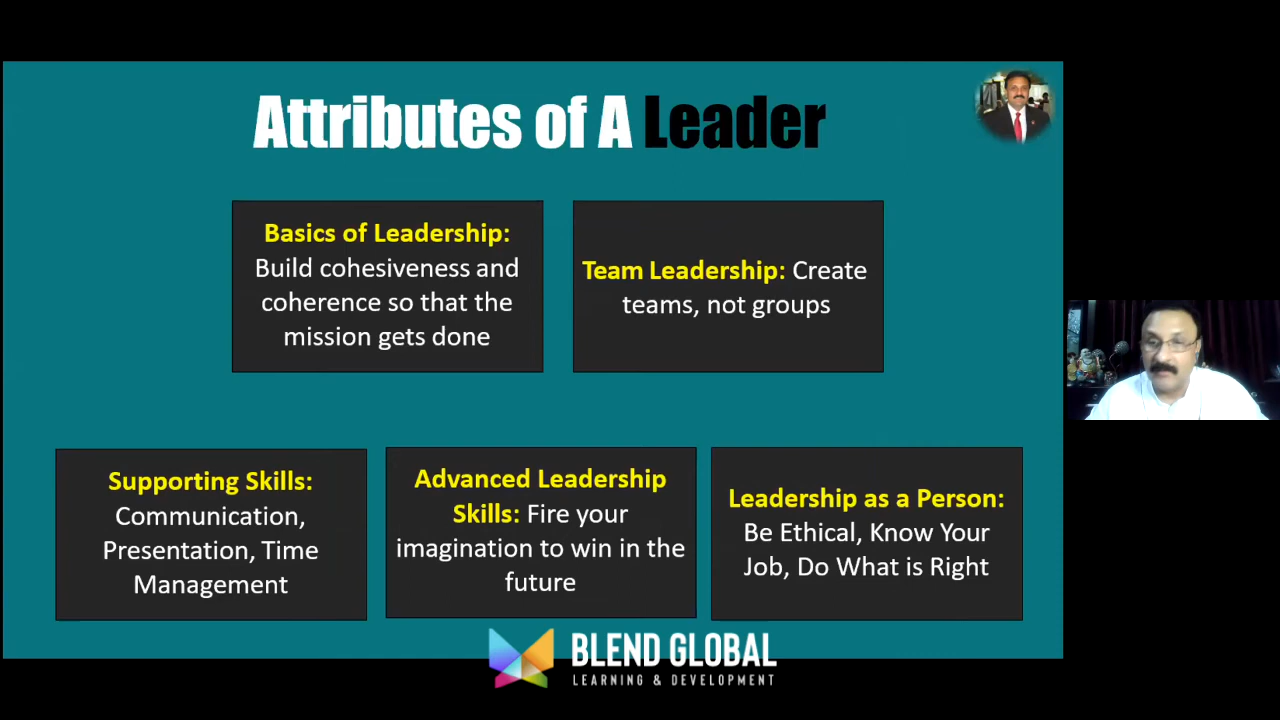 Attributes of A Leader
Basics of Leadership:
Build cohesiveness and
coherence so that the
mission gets done
Team Leadership: Create
teams, not groups
Supporting Skills:
Communication,
Presentation, Time
Management
Advanced Leadership
Skills: Fire your
imagination to win in the
future
Leadership as a Person:
Be Ethical, Know Your
Job, Do What is Right
BLEND GLOBAL
LEARNING & DEVELOPMENT